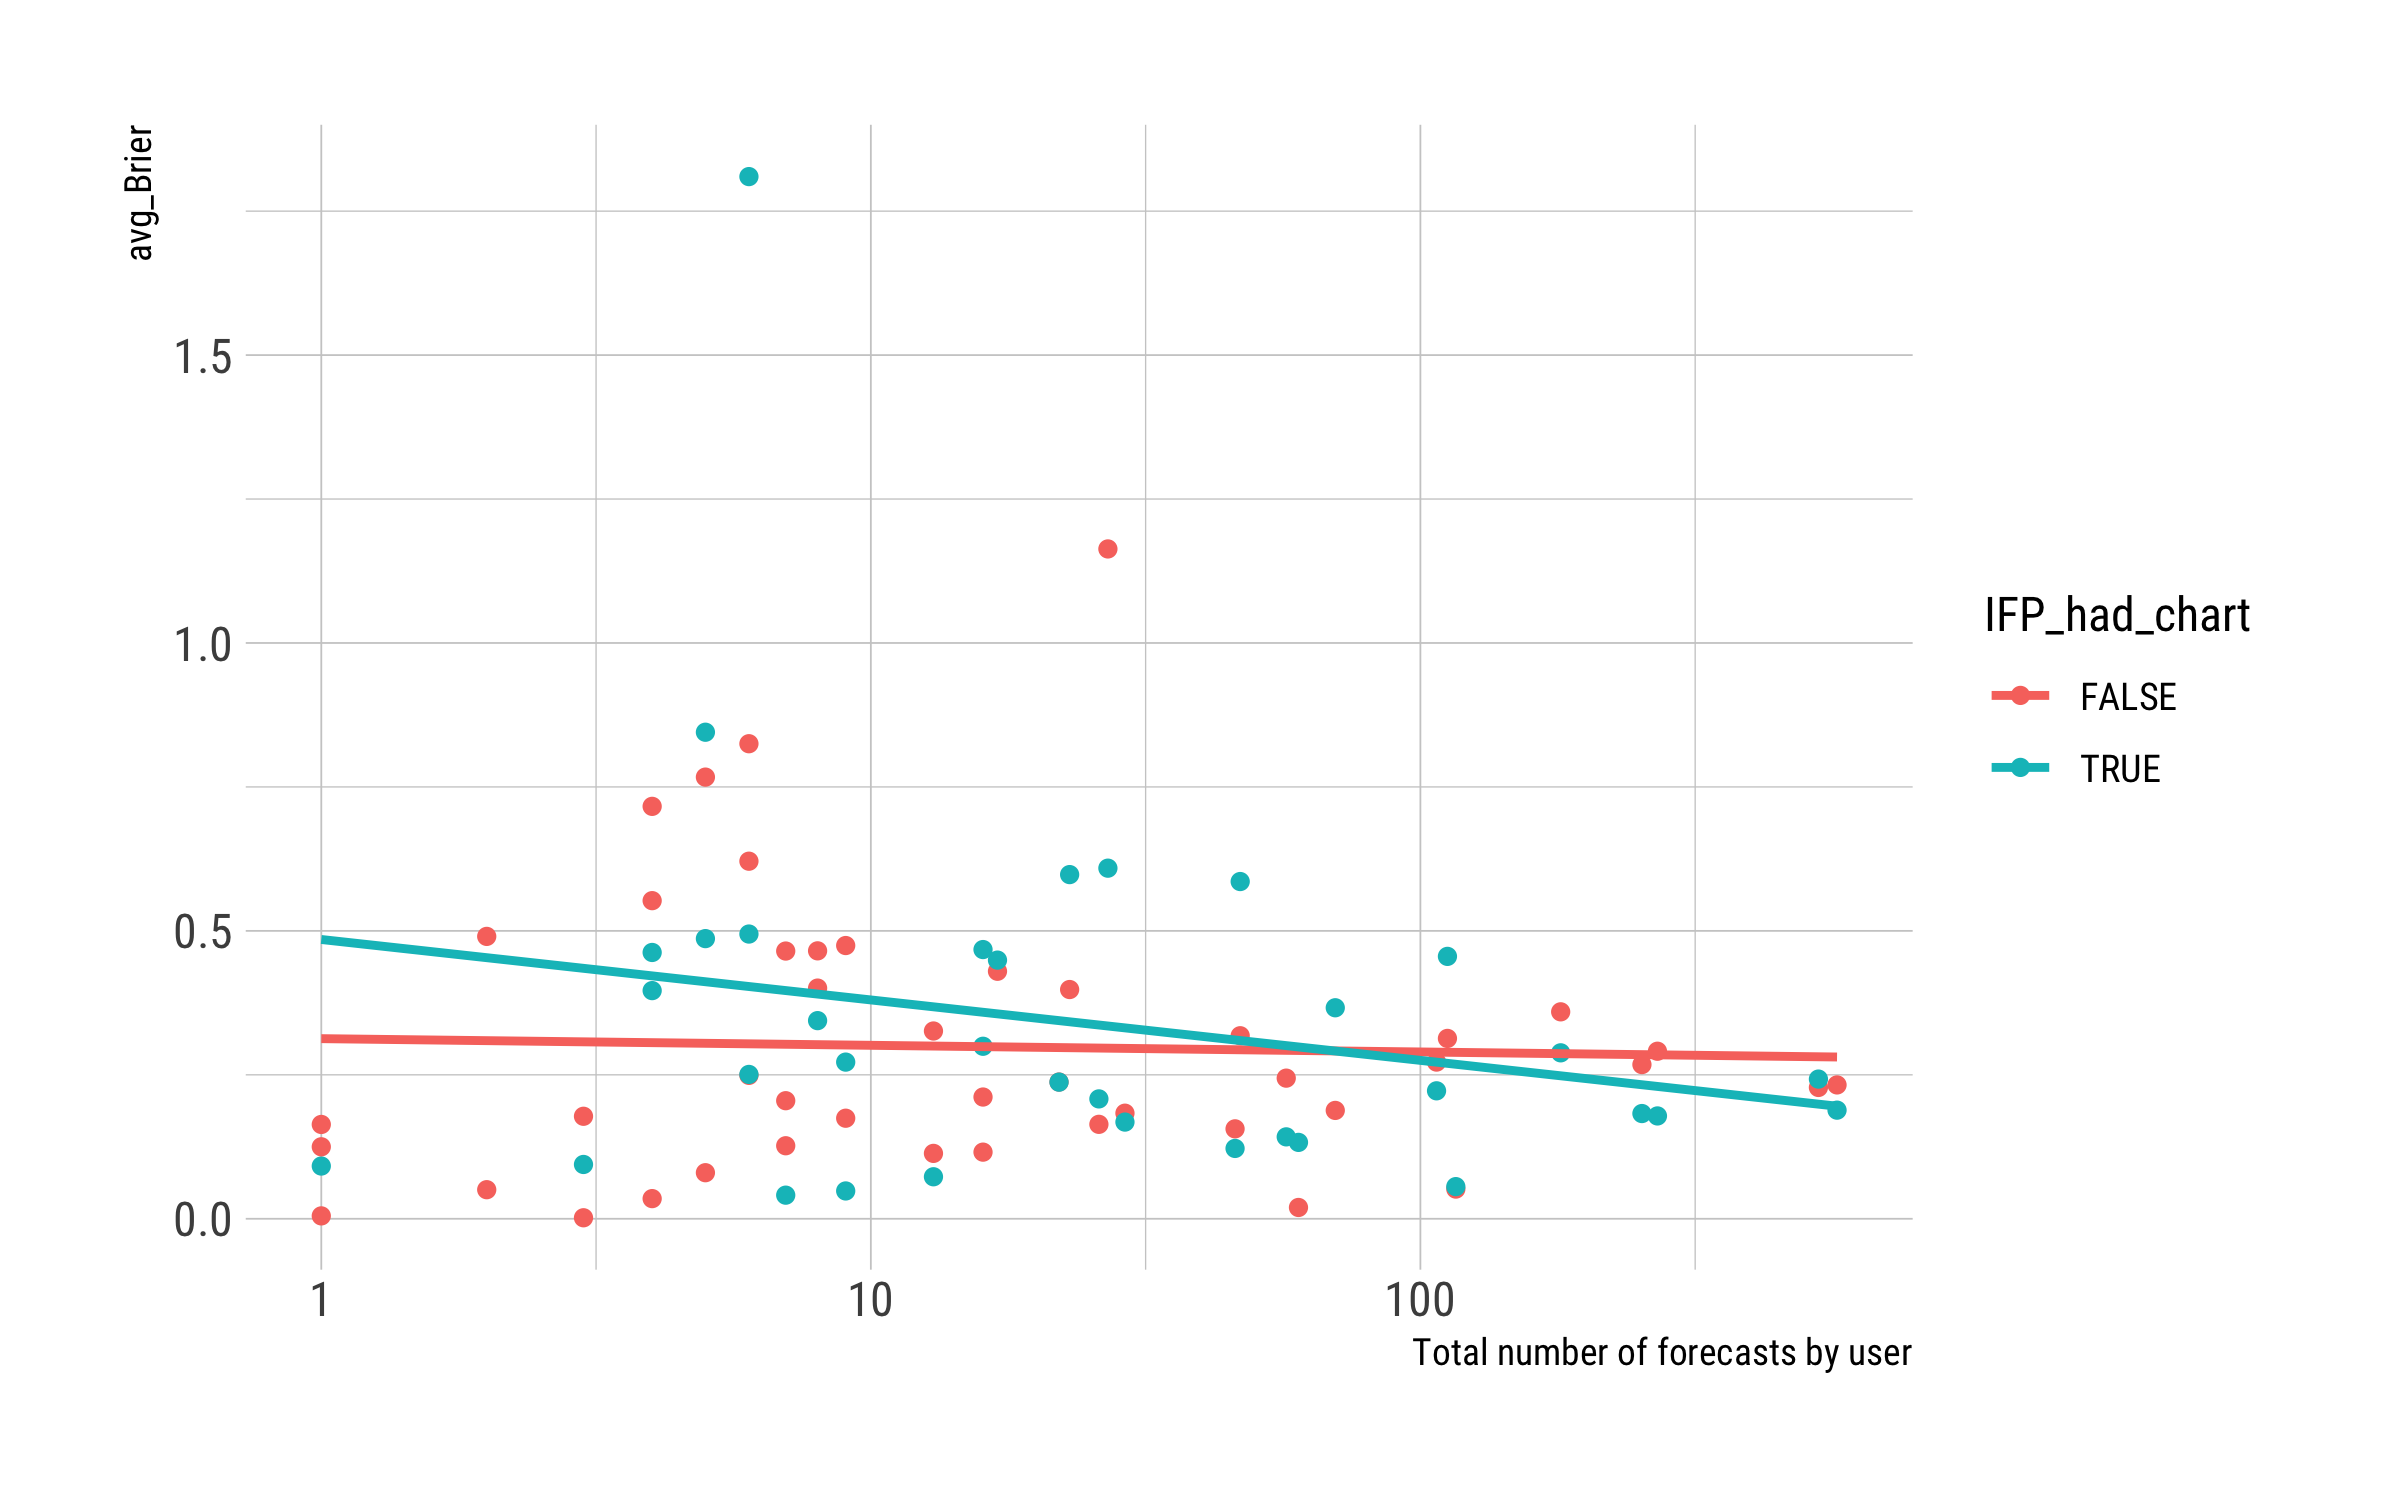 avg_Brier
1.5
1.0
0.5
0.0
1
10
100
Total number of forecasts by user
IFP_had_chart
FALSE
TRUE